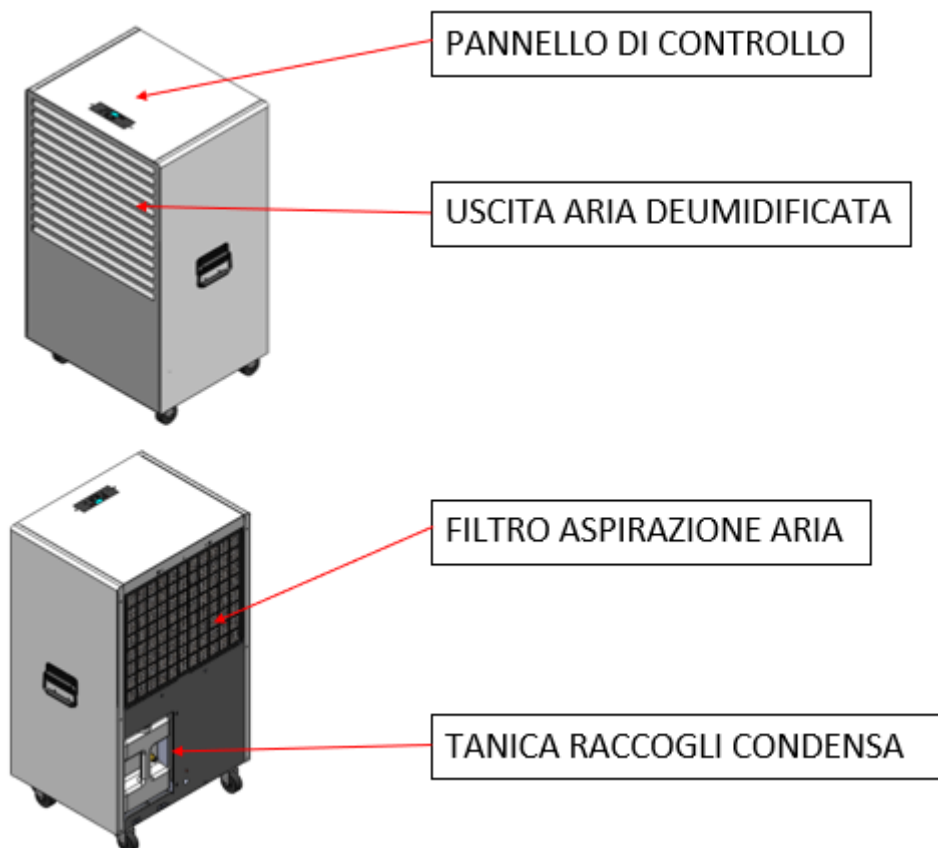 PANNELLO DI CONTROLLO
USCITA ARIA DEUMIDIFICATA
FILTRO ASPIRAZIONE ARIA
TANICA RACCOGLI CONDENSA